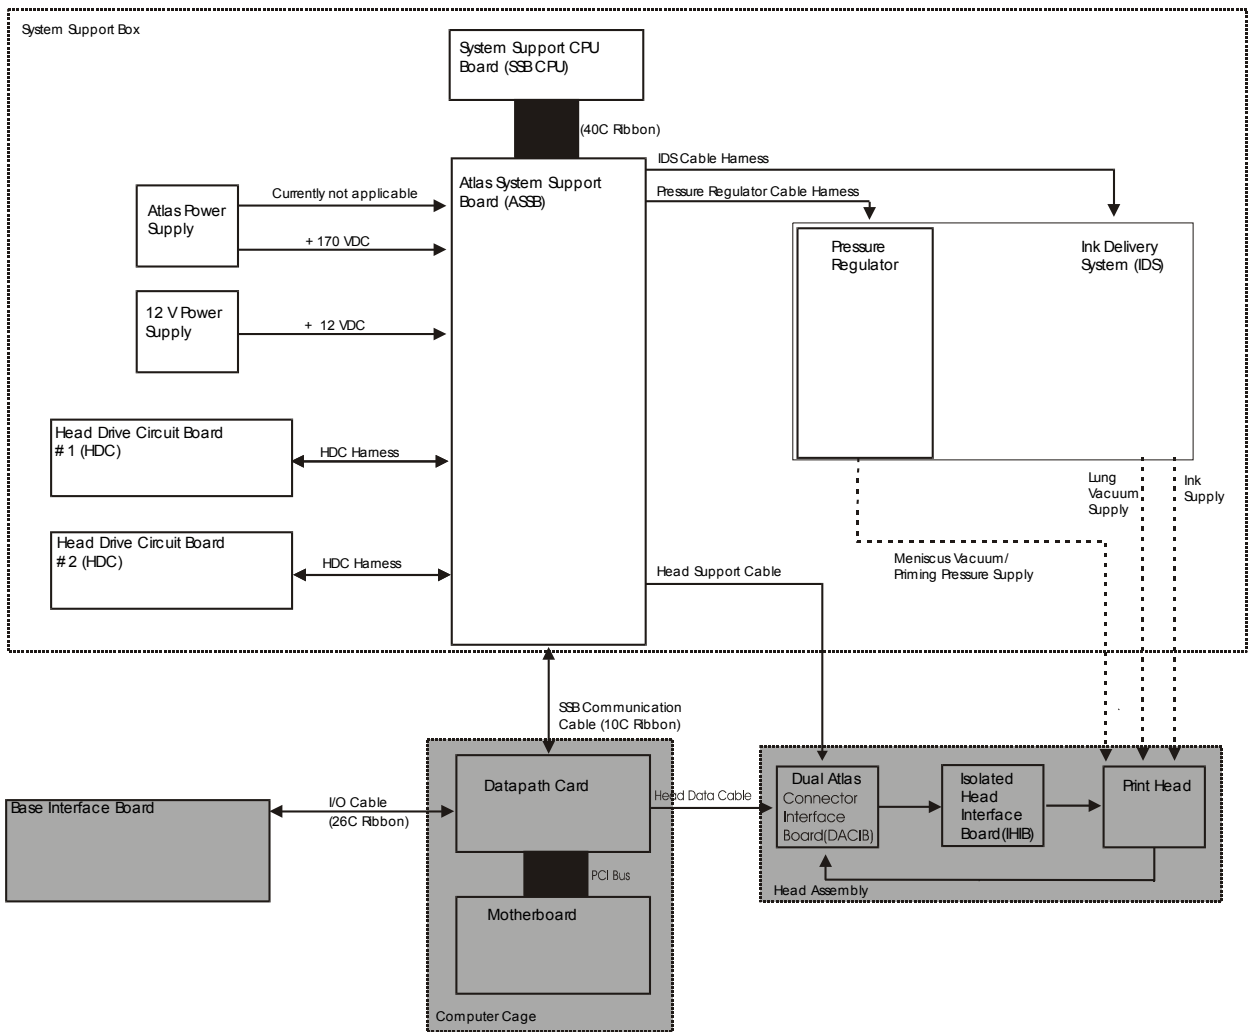 System Support Box
System Support CPU
Board (SSB CPU)
(40C Ribbon)
IDS Cable Harness
Atlas System Support
Board (ASSB)
Pressure Regulator Cable Harness
Currently not applicable
Atlas Power
Supply
+ 170 VDC
Pressure
Regulator
Ink Delivery
System (IDS)
12 V Power
Supply
+ 12 VDC
Head Drive Circuit Board
# 1 (HDC)
HDC Harness
Lung
Vacuum
Supply
Ink
Supply
Head Drive Circuit Board
# 2 (HDC)
HDC Harness
Meniscus Vacuum/
Priming Pressure Supply
Head Support Cable
SSB Communication
Cable (10C Ribbon)
Base Interface Board
I/O Cable
(26C Ribbon)
Datapath Card
Head Data Cable
Dual Atlas
Connector
Interface
Board(DACIB)
Isolated
Head
Interface
Board(IHIB)
Print Head
PCI Bus
Head Assembly
Motherboard
Computer Cage